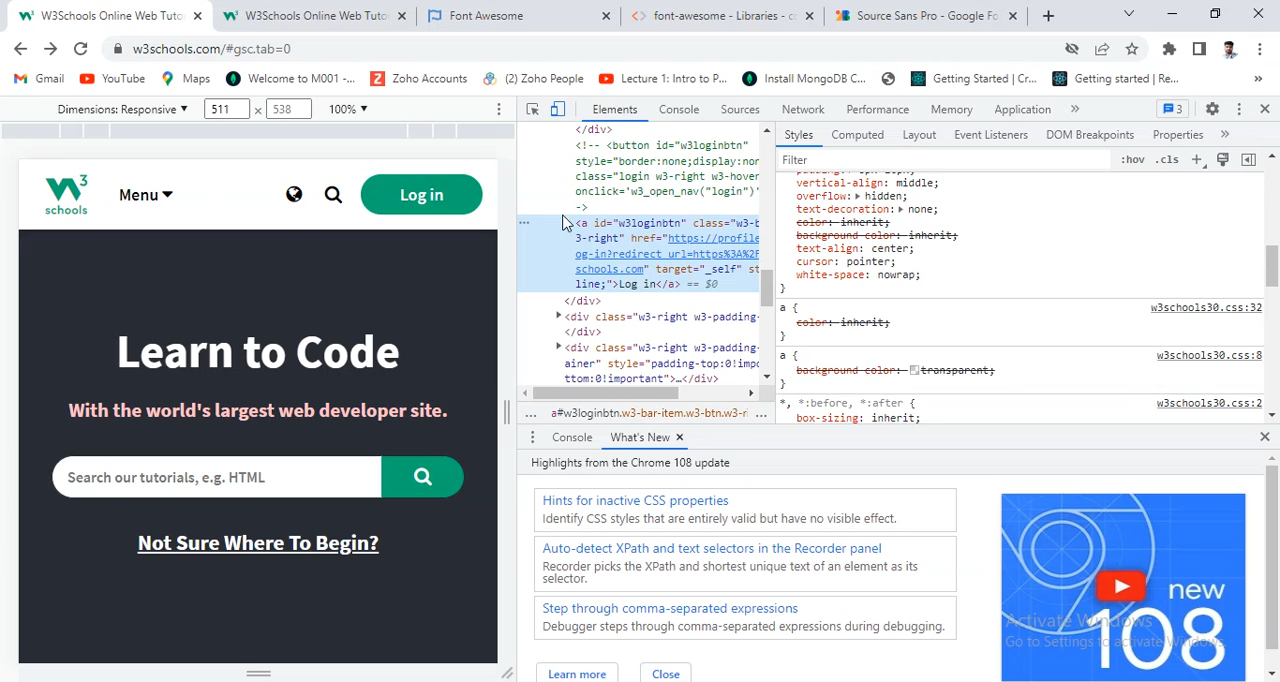 W3Schools Online Web Tuto
W3Schools Online Web Tuto
Font Awesome
font-awesome - Libraries - c
Source Sans Pro - Google Fo
w3schools.com/#gsc.tab=0
Gmail
YouTube
Maps
Welcome to M001 -...
Zoho Accounts
(2) Zoho People
Lecture 1: Intro to P...
Install MongoDB C...
Getting Started | Cr...
Getting started | Re...
Dimensions: Responsive
511
×
538
100%
Elements
Console
Sources
Network
Performance
Memory
Application
3
schools
Menu
Log in
Learn to Code
With the world's largest web developer site.
Search our tutorials, e.g. HTML
Not Sure Where To Begin?
</div>
<!-- <button id="w3loginbtn"
style="border:none;display:non
class="login w3-right w3-hover
onclick='w3_open_nav("login")'
-->
<a id="w3loginbtn" class="w3-b
3-right" href="https://profile
og-in?redirect_url=https%3A%2F
schools.com" target="_self" st
line;">Log in</a> == $0
</div>
<div class="w3-right w3-padding-
</div>
<div class="w3-right w3-padding-
ainer" style="padding-top:0!imp
ttom:0!important">…</div>
...
a#w3loginbtn.w3-bar-item.w3-btn.w3-r
...
Styles
Computed
Layout
Event Listeners
DOM Breakpoints
Properties
Filter
:hov
.cls
vertical-align: middle;
overflow: hidden;
text-decoration: none;
color: inherit;
background-color: inherit;
text-align: center;
cursor: pointer;
white-space: nowrap;
}
a {
w3schools30.css:32
color: inherit;
}
a {
w3schools30.css:8
background-color: transparent;
}
*, *:before, *:after {
w3schools30.css:2
box-sizing: inherit;
Console
What's New
Highlights from the Chrome 108 update
Hints for inactive CSS properties
Identify CSS styles that are entirely valid but have no visible effect.
Auto-detect XPath and text selectors in the Recorder panel
Recorder picks the XPath and shortest unique text of an element as its
selector.
Step through comma-separated expressions
Debugger steps through comma-separated expressions during debugging.
Learn more
Close
new
108
Activate Windows
Go to Settings to activate Windows.